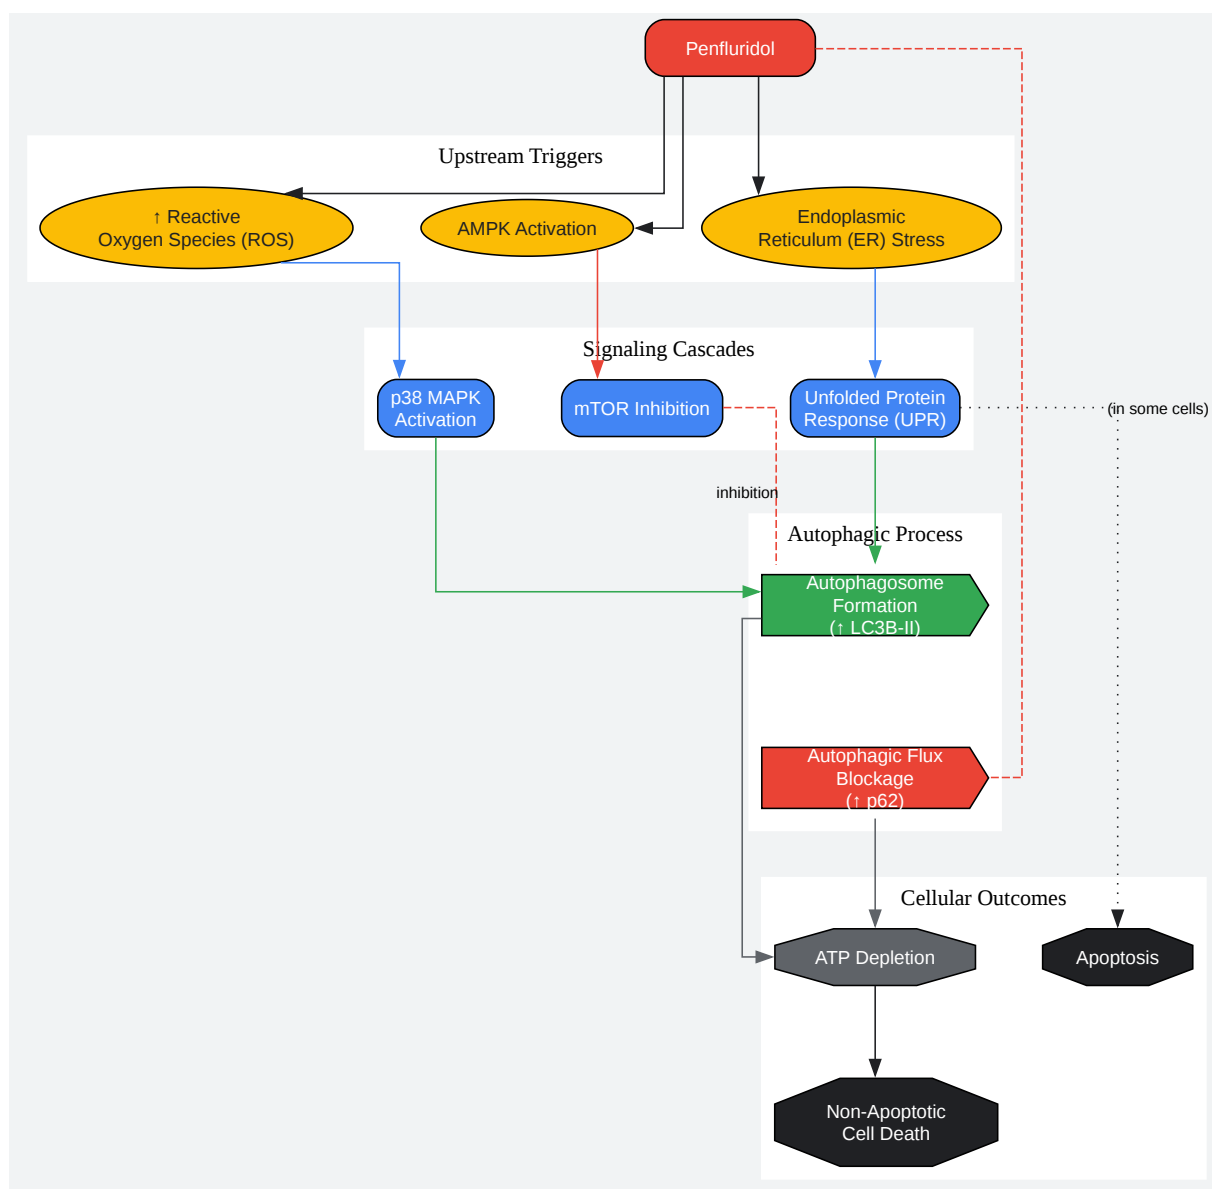 Penfluridol
Upstream Triggers
↑ Reactive
Oxygen Species (ROS)
AMPK Activation
Endoplasmic
Reticulum (ER) Stress
Signaling Cascades
p38 MAPK
Activation
mTOR Inhibition
Unfolded Protein
Response (UPR)
(in some cells)
inhibition
Autophagic Process
Autophagosome
Formation
(↑ LC3B-II)
Autophagic Flux
Blockage
(↑ p62)
Cellular Outcomes
ATP Depletion
Apoptosis
Non-Apoptotic
Cell Death